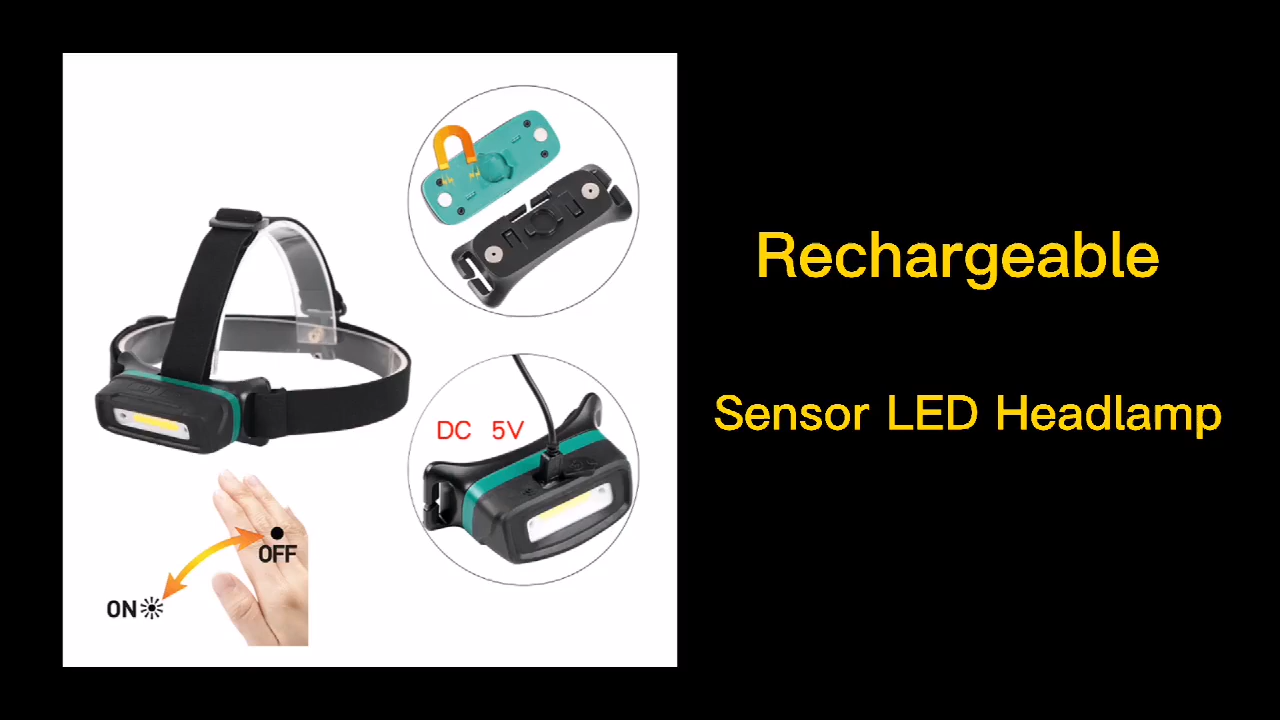 DC 5V
OFF
ON
Rechargeable
Sensor LED Headlamp